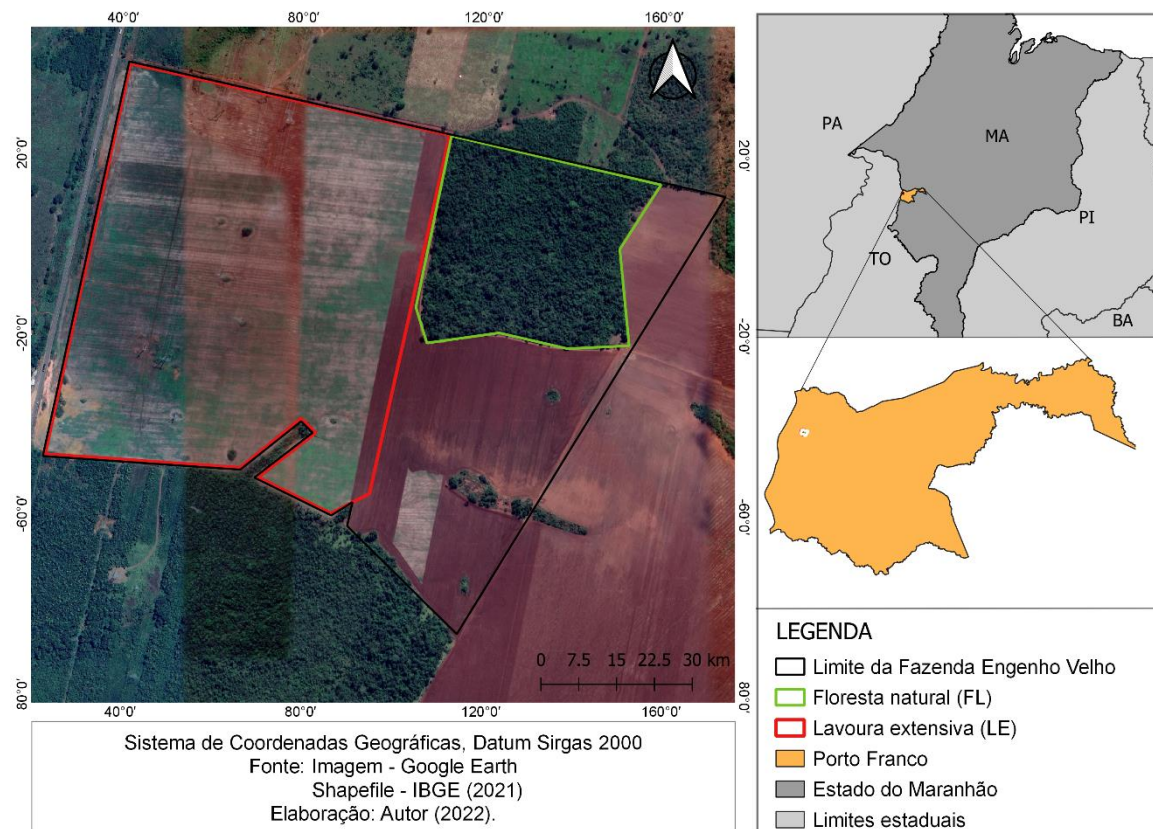 40°0' 80°0' 120°0' 160°0'
20°0'
-20°0'
-60°0'
80°0'
0 7.5 15 22.5 30 km
40°0' 80°0' 120°0' 160°0'
20°0'
-20°0'
-60°0'
-80°0'
Sistema de Coordenadas Geográficas, Datum Sirgas 2000
Fonte: Imagem - Google Earth
Shapefile - IBGE (2021)
Elaboração: Autor (2022).
PA
MA
PI
TO
BA
LEGENDA
Limite da Fazenda Engenho Velho
Floresta natural (FL)
Lavoura extensiva (LE)
Porto Franco
Estado do Maranhão
Limites estaduais